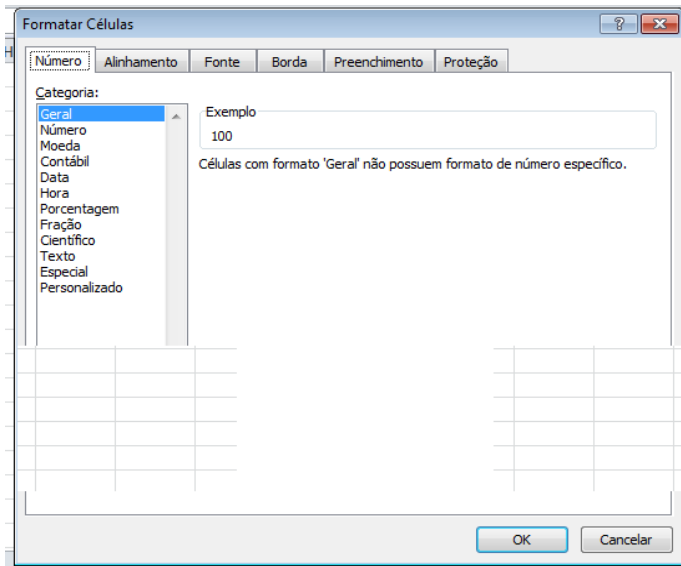 Formatar Células
H
Número Alinhamento Fonte Borda Preenchimento Proteção
Categoria:
Geral
Número
Moeda
Contábil
Data
Hora
Porcentagem
Fração
Científico
Texto
Especial
Personalizado
Exemplo
100
Células com formato 'Geral' não possuem formato de número específico.
OK Cancelar